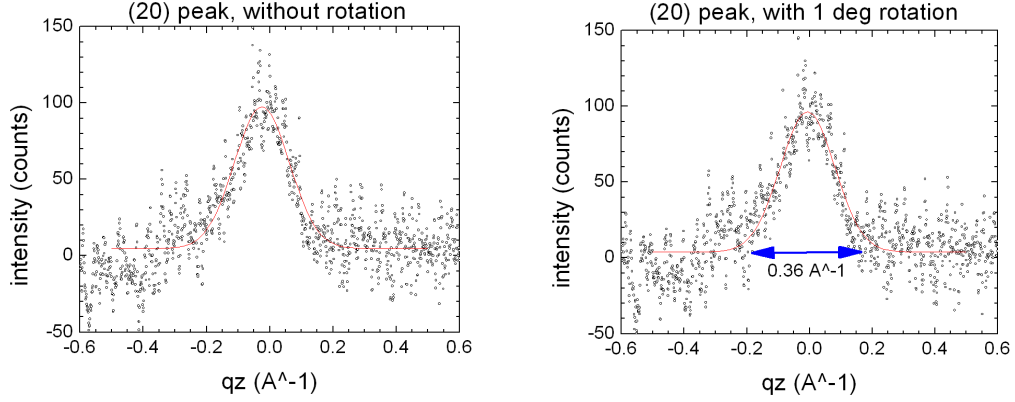 (20) peak, without rotation
150
100
50
0
-50
intensity (counts)
-0.6 -0.4 -0.2 0.0 0.2 0.4 0.6
qz (A^-1)
(20) peak, with 1 deg rotation
150
100
50
0
-50
intensity (counts)
0.36 A^-1
-0.6 -0.4 -0.2 0.0 0.2 0.4 0.6
qz (A^-1)